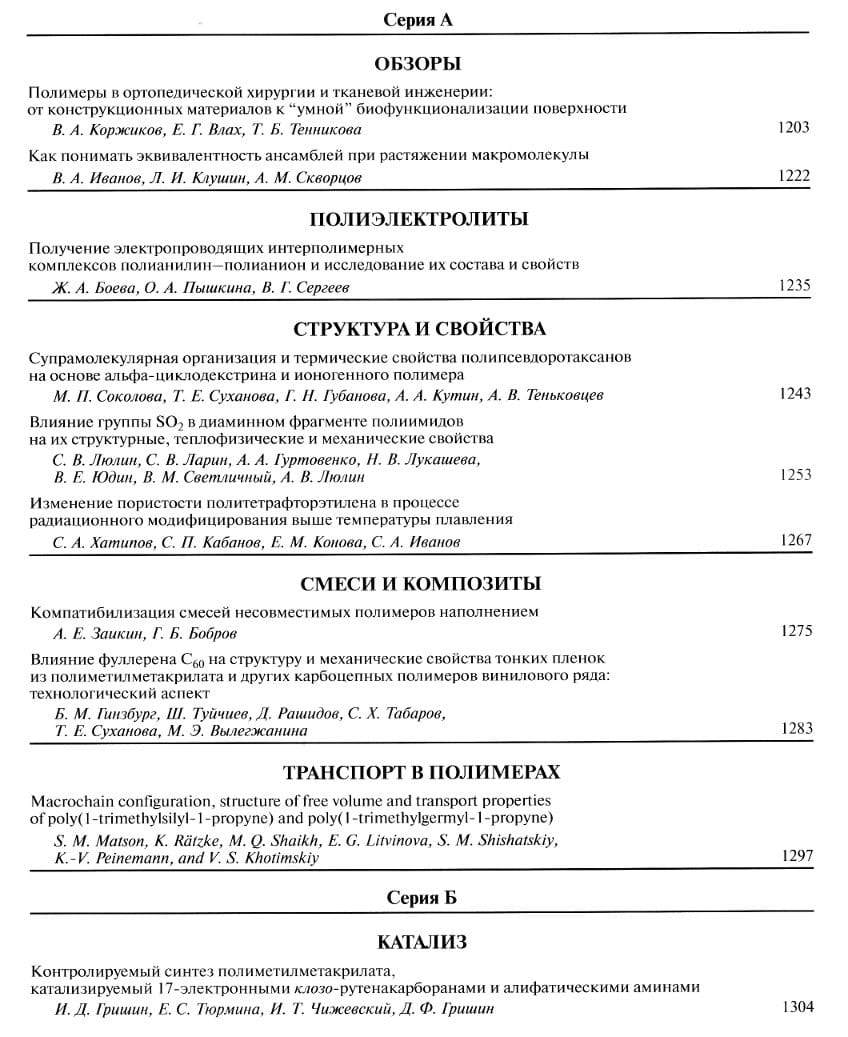 Серия А
ОБЗОРЫ
Полимеры в ортопедической хирургии и тканевой инженерии:
от конструкционных материалов к “умной” биофункционализации поверхности
В. А. Коржиков, Е. Г. Влах, Т. Б. Тенникова 1203
Как понимать эквивалентность ансамблей при растяжении макромолекулы
В. А. Иванов, Л. И. Клушин, А. М. Скворцов 1222
ПОЛИЭЛЕКТРОЛИТЫ
Получение электропроводящих интерполимерных
комплексов полианилин–полианион и исследование их состава и свойств
Ж. А. Боева, О. А. Пышкина, В. Г. Сергеев 1235
СТРУКТУРА И СВОЙСТВА
Супрамолекулярная организация и термические свойства полипсевдоротаксанов
на основе альфа-циклодекстрина и ионогенного полимера
М. П. Соколова, Т. Е. Суханова, Г. Н. Губанова, А. А. Кутин, А. В. Теньковцев 1243
Влияние группы SO₂ в диаминном фрагменте полиимидов
на их структурные, теплофизические и механические свойства
С. В. Люлин, С. В. Ларин, А. А. Гуртовенко, Н. В. Лукашева,
В. Е. Юдин, В. М. Светличный, А. В. Люлин 1253
Изменение пористости политетрафторэтилена в процессе
радиационного модифицирования выше температуры плавления
С. А. Хатипов, С. П. Кабанов, Е. М. Конова, С. А. Иванов 1267
СМЕСИ И КОМПОЗИТЫ
Компатибилизация смесей несовместимых полимеров наполнением
А. Е. Заикин, Г. Б. Бобров 1275
Влияние фуллерена C₆₀ на структуру и механические свойства тонких пленок
из полиметилметакрилата и других карбоцепных полимеров винилового ряда:
технологический аспект
Б. М. Гинзбург, Ш. Туйчиев, Д. Рашидов, С. Х. Табаров,
Т. Е. Суханова, М. Э. Вылегжанина 1283
ТРАНСПОРТ В ПОЛИМЕРАХ
Macrochain configuration, structure of free volume and transport properties
of poly(1-trimethylsilyl-1-propyne) and poly(1-trimethylgermyl-1-propyne)
S. M. Matson, K. Rätzke, M. Q. Shaikh, E. G. Litvinova, S. M. Shishatskiy,
K.-V. Peinemann, and V. S. Khotimskiy 1297
Серия Б
КАТАЛИЗ
Контролируемый синтез полиметилметакрилата,
катализируемый 17-электронными клозо-рутенакарборанами и алифатическими аминами
И. Д. Гришин, Е. С. Тюрмина, И. Т. Чижевский, Д. Ф. Гришин 1304